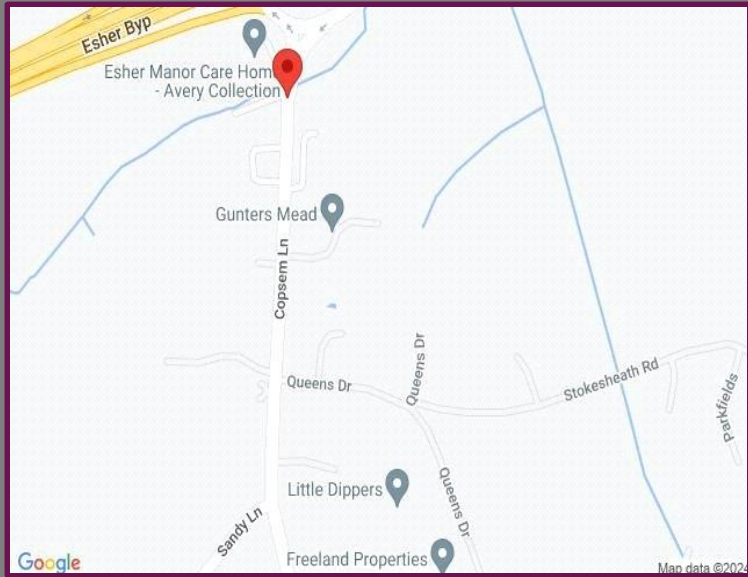 Esher Byp
Esher Manor Care Hom
- Avery Collection
Gunters Mead
Copsem Ln
Queens Dr
Queens Dr
Stokesheath Rd
Parkfields
Little Dippers
Queens Dr
Sandy Ln
Freeland Properties
Google
Map data ©2024